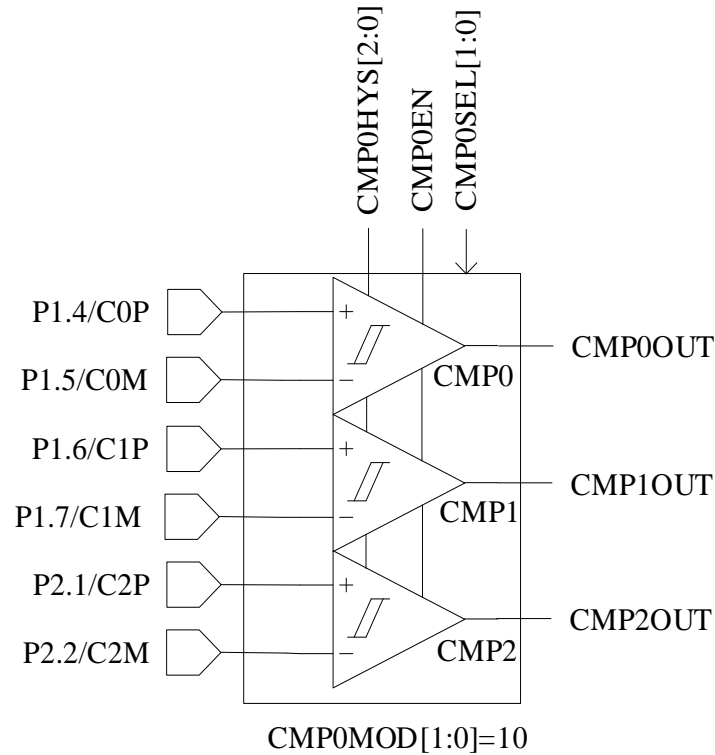 CMP0HYS[2:0]
CMP0EN
CMP0SEL[1:0]
P1.4/C0P
+
CMP0OUT
P1.5/C0M
−
CMP0
P1.6/C1P
+
CMP1OUT
P1.7/C1M
−
CMP1
P2.1/C2P
+
CMP2OUT
P2.2/C2M
−
CMP2
CMP0MOD[1:0]=10